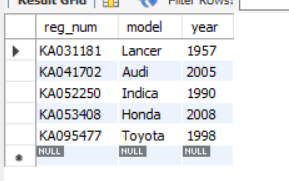 Result Grid Filter Rows:
reg_num model year
KA031181 Lancer 1957
KA041702 Audi 2005
KA052250 Indica 1990
KA053408 Honda 2008
KA095477 Toyota 1998
NULL NULL NULL